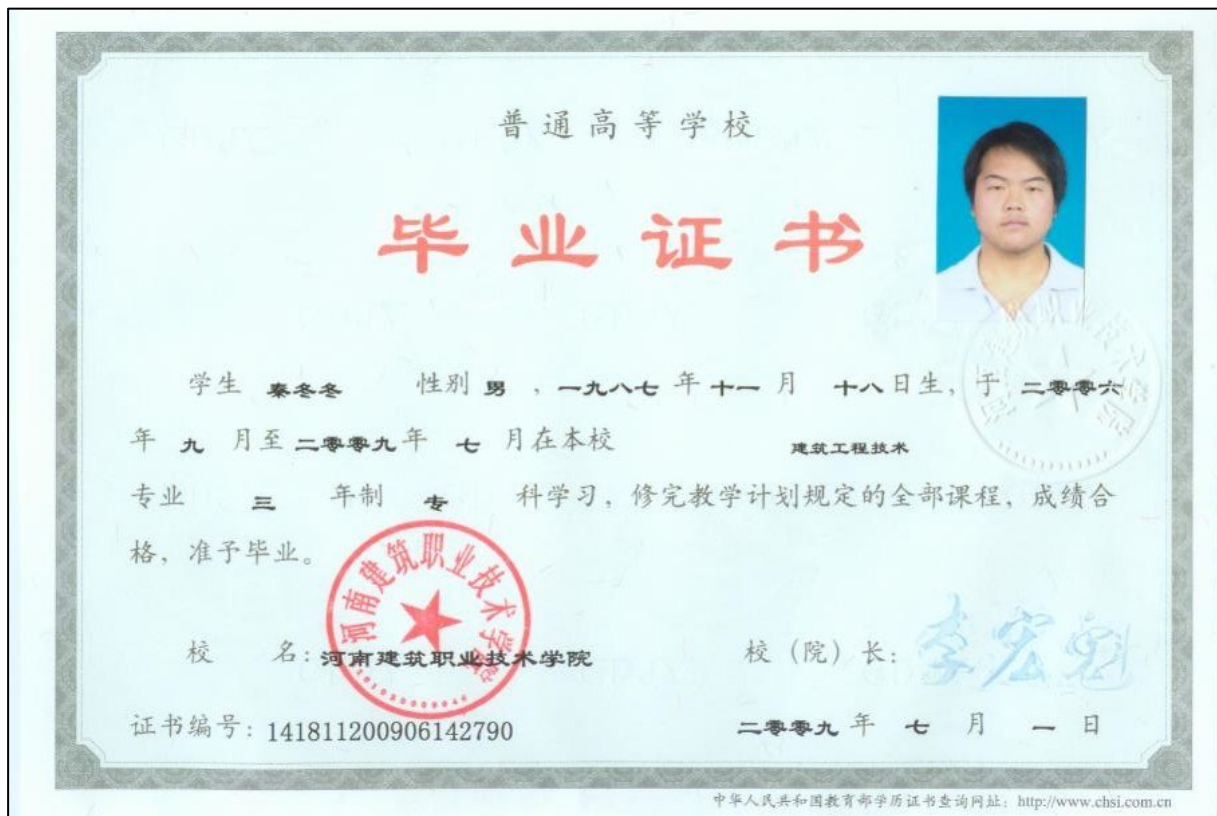 普通高等学校
毕业证书
学生 秦冬冬 性别 男 ，一九八七 年 十一 月 十八日生，于 二零零六
年 九 月至 二零零九年 七 月在本校 建筑工程技术
专业 三 年制 专 科学习，修完教学计划规定的全部课程，成绩合
格，准予毕业。
河南建筑职业技术学院
校 名：河南建筑职业技术学院 校（院）长：李宏魁
证书编号：141811200906142790 二零零九 年 七 月 一 日
中华人民共和国教育部学历证书查询网址：http://www.chsi.com.cn